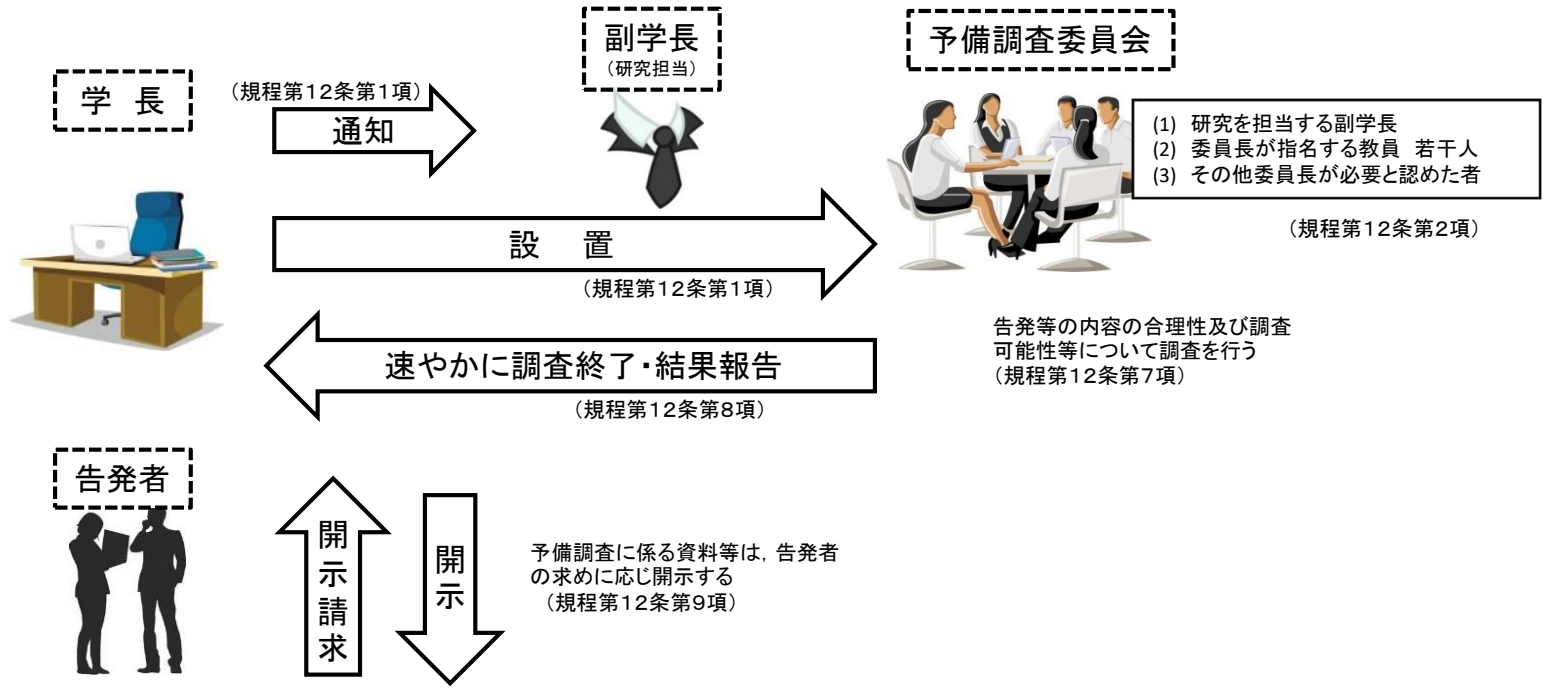 副学長
（研究担当）
予備調査委員会
学　長
（規程第１２条第１項）
通知
(1) 研究を担当する副学長
(2) 委員長が指名する教員　若干人
(3) その他委員長が必要と認めた者
（規程第１２条第２項）
設　置
（規程第１２条第１項）
告発等の内容の合理性及び調査
可能性等について調査を行う
（規程第１２条第７項）
速やかに調査終了・結果報告
（規程第１２条第８項）
告発者
開示請求
開示
予備調査に係る資料等は，告発者
の求めに応じ開示する
（規程第１２条第９項）